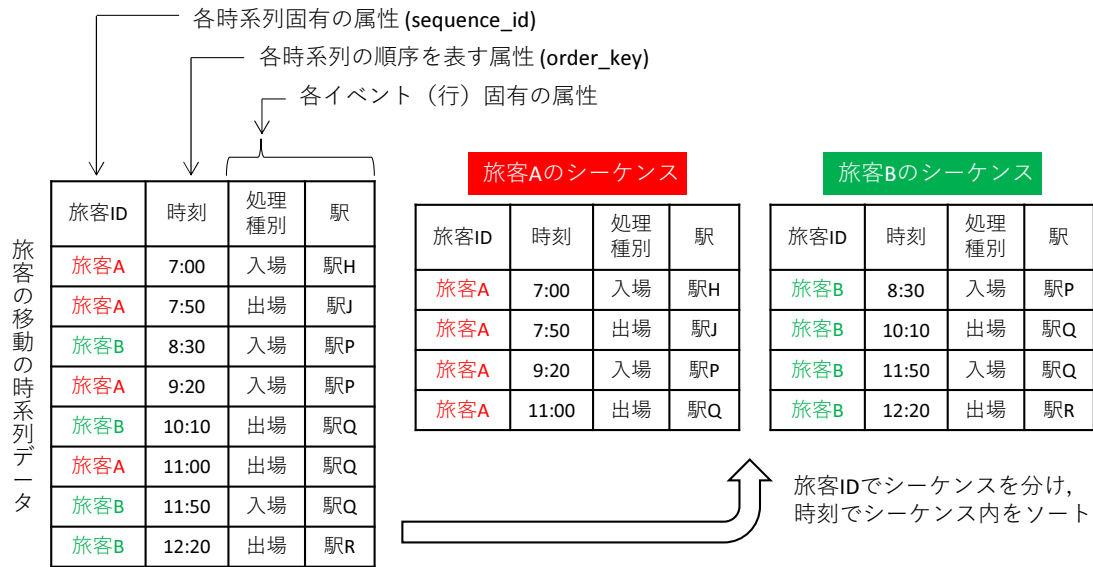 各時系列固有の属性 (sequence_id)
各時系列の順序を表す属性 (order_key)
各イベント（行）固有の属性
旅客の移動の時系列データ
旅客ID 時刻 処理種別 駅
旅客A 7:00 入場 駅H
旅客A 7:50 出場 駅J
旅客B 8:30 入場 駅P
旅客A 9:20 入場 駅P
旅客B 10:10 出場 駅Q
旅客A 11:00 出場 駅Q
旅客B 11:50 入場 駅Q
旅客B 12:20 出場 駅R
旅客Aのシーケンス
旅客ID 時刻 処理種別 駅
旅客A 7:00 入場 駅H
旅客A 7:50 出場 駅J
旅客A 9:20 入場 駅P
旅客A 11:00 出場 駅Q
旅客Bのシーケンス
旅客ID 時刻 処理種別 駅
旅客B 8:30 入場 駅P
旅客B 10:10 出場 駅Q
旅客B 11:50 入場 駅Q
旅客B 12:20 出場 駅R
旅客IDでシーケンスを分け,
時刻でシーケンス内をソート